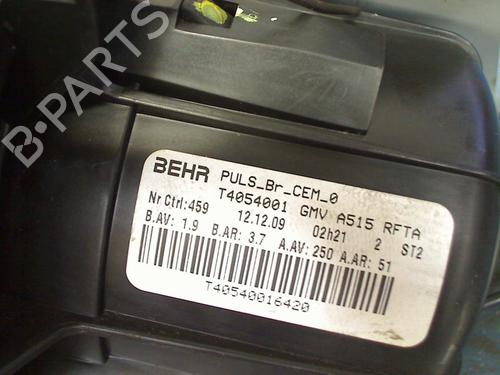 B-PARTS
BEHR PULS_Br_CEM_0
T4054001 GMV A515 RFTA
Nr Ctrl:459 12.12.09 02h21 2 ST2
B.AV: 1.9 B.AR: 3.7 A.AV: 250 A.AR: 51
T40540016420